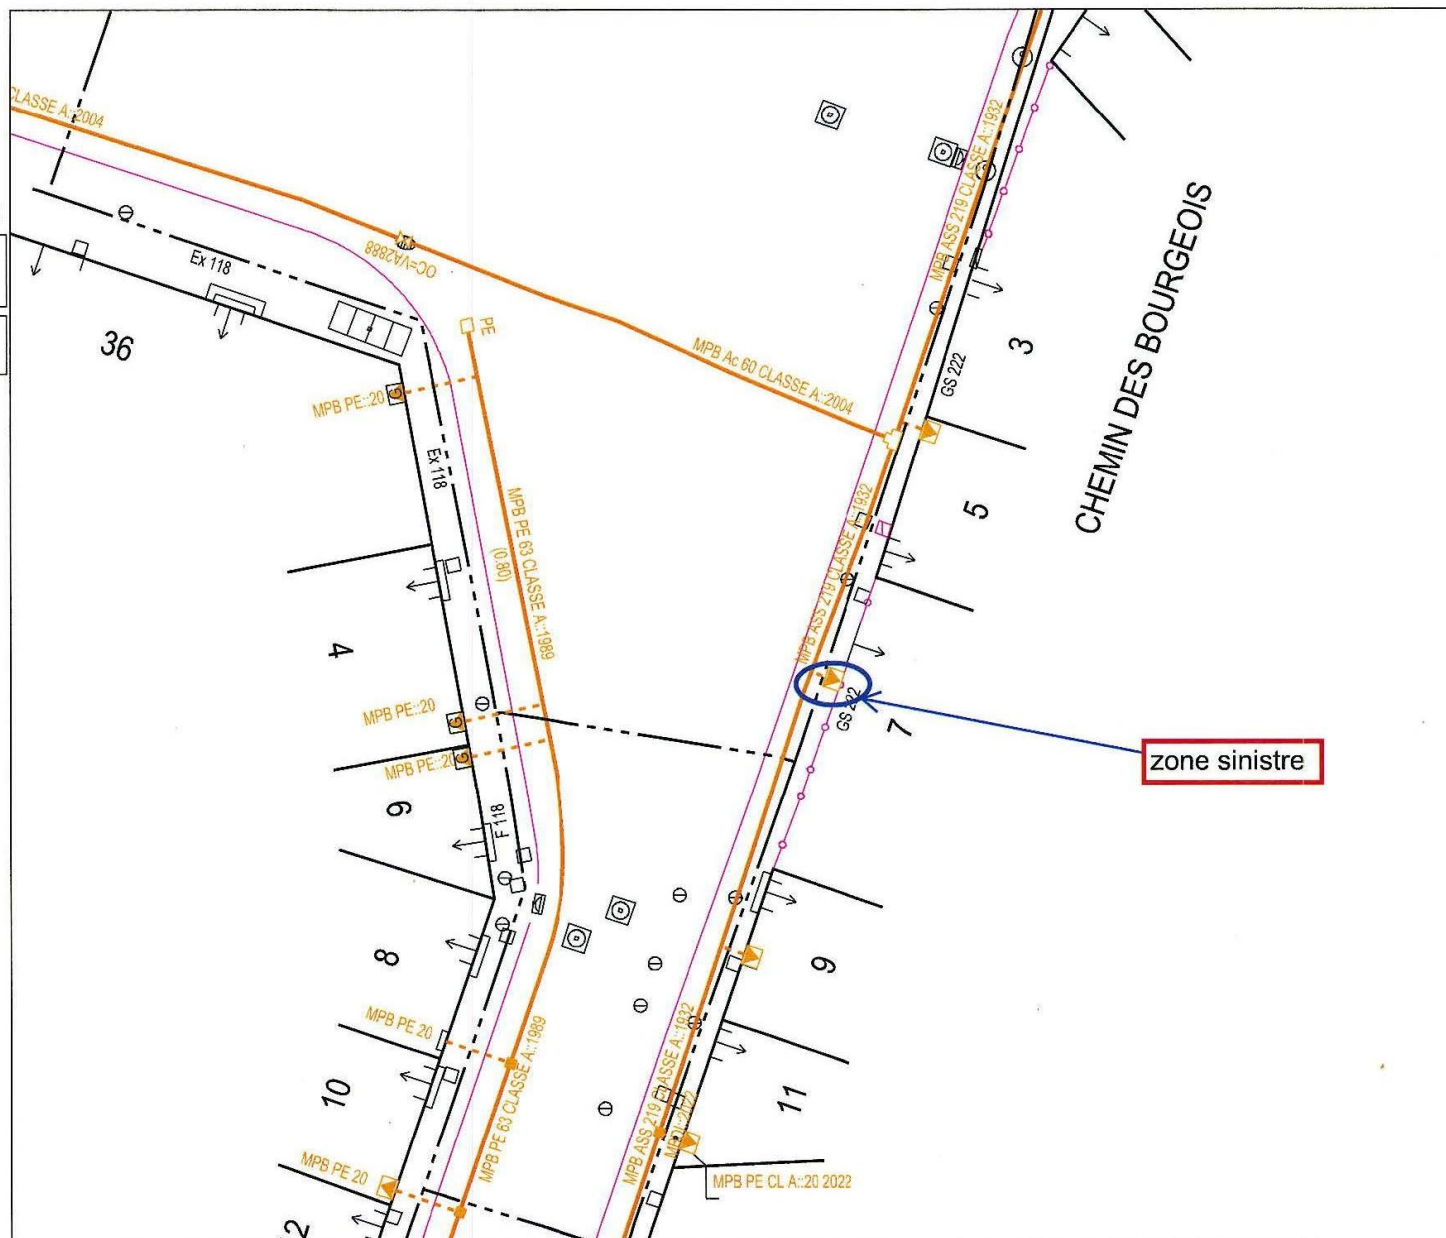 CLASSE A::2004
Ex 118
36
OC=VA2888
PE
MPB PE::20
Ex 118
MPB Ac 60 CLASSE A::2004
MPB ASS 219 CLASSE A::1932
3
GS 222
CHEMIN DES BOURGEOIS
5
MPB PE 63 CLASSE A::1989
(0.80)
4
MPB PE::20
MPB ASS 219 CLASSE A::1932
7
zone sinistre
MPB PE::20
6
F 118
8
9
MPB PE 20
MPB PE 63 CLASSE A::1989
10
MPB ASS 219 CLASSE A::1932
11
MPB PE 20
MPB PE CL A::20 2022
G
G
G